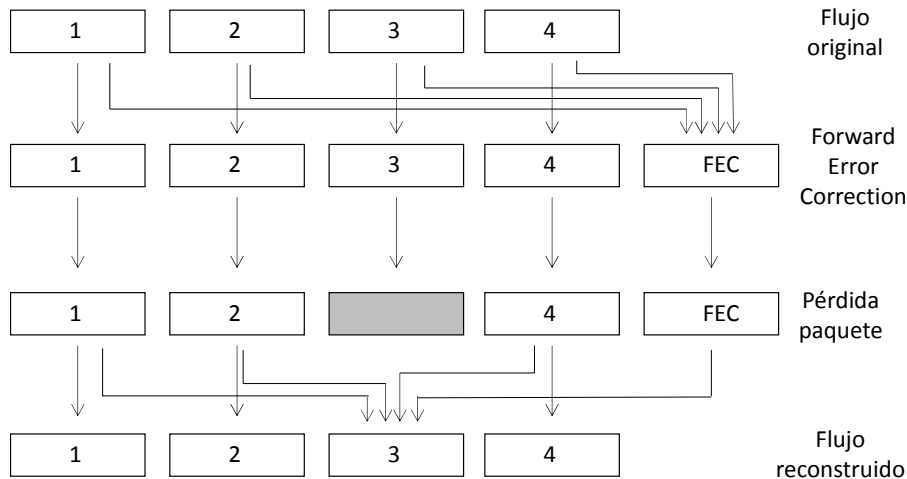 1 2 3 4 Flujo
original
1 2 3 4 FEC Forward
Error
Correction
1 2 4 FEC Pérdida
paquete
1 2 3 4 Flujo
reconstruido